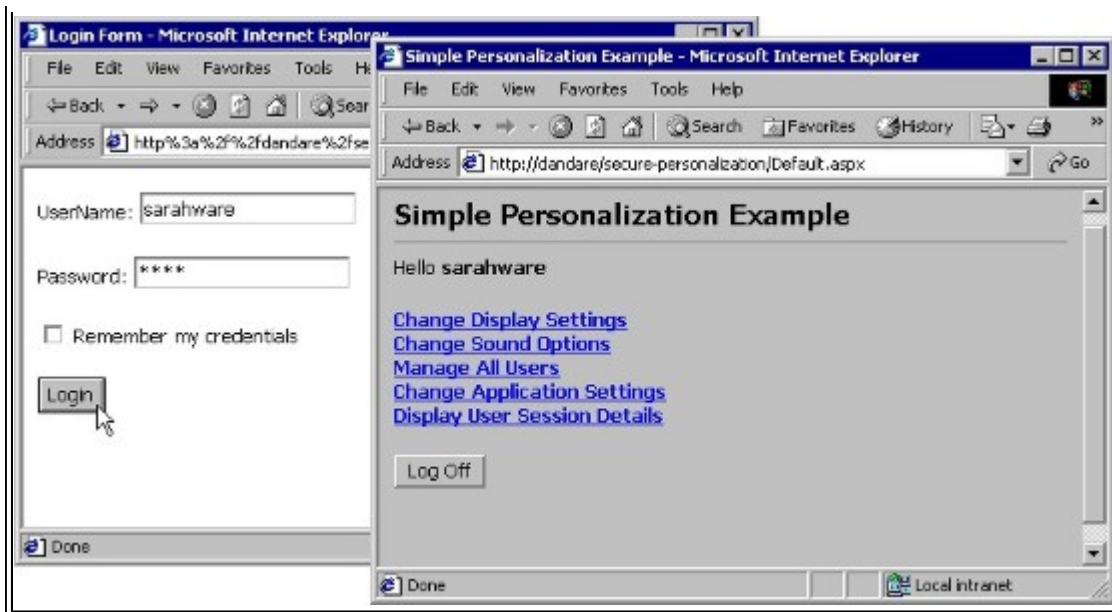 Login Form - Microsoft Internet Explorer
File Edit View Favorites Tools
Back
Address http%3a%2f%2fdandare%2fse
UserName: sarahware
Password: ****
Remember my credentials
Login
Done
Simple Personalization Example - Microsoft Internet Explorer
File Edit View Favorites Tools Help
Back Search Favorites History »
Address http://dandare/secure-personalization/Default.aspx Go
Simple Personalization Example
Hello sarahware
Change Display Settings
Change Sound Options
Manage All Users
Change Application Settings
Display User Session Details
Log Off
Done Local intranet